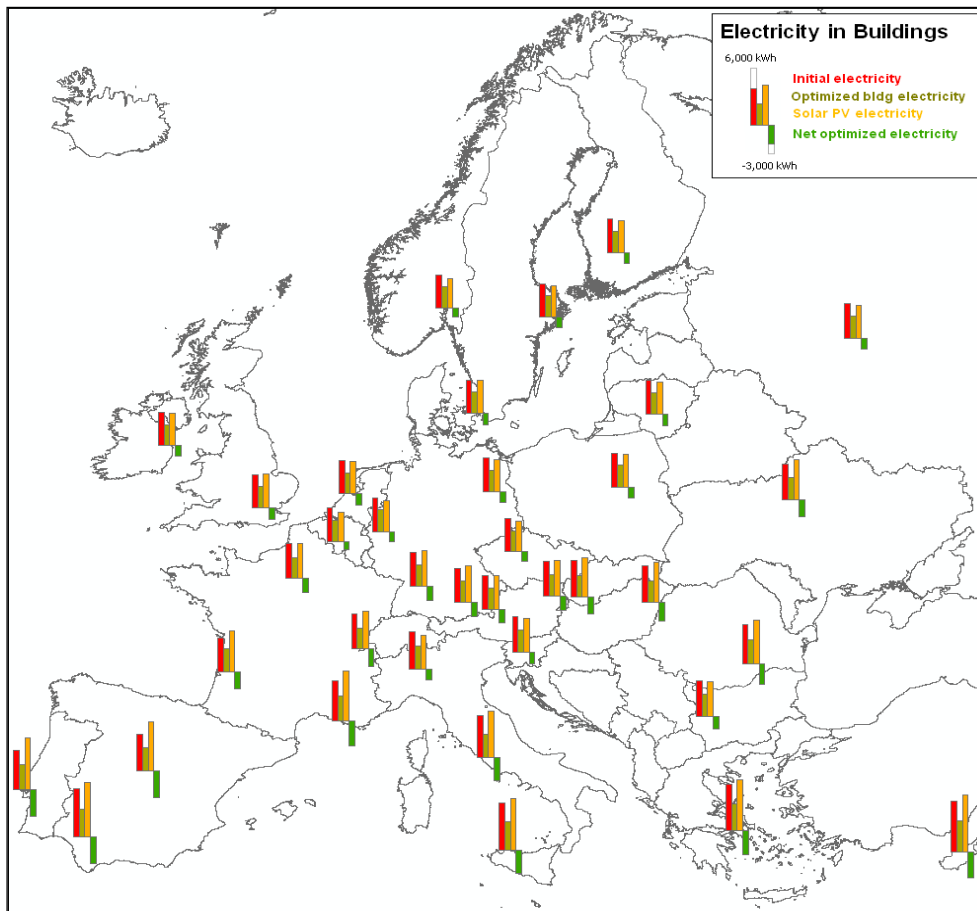 Electricity in Buildings
6,000 kWh
Initial electricity
Optimized bldg electricity
Solar PV electricity
Net optimized electricity
-3,000 kWh